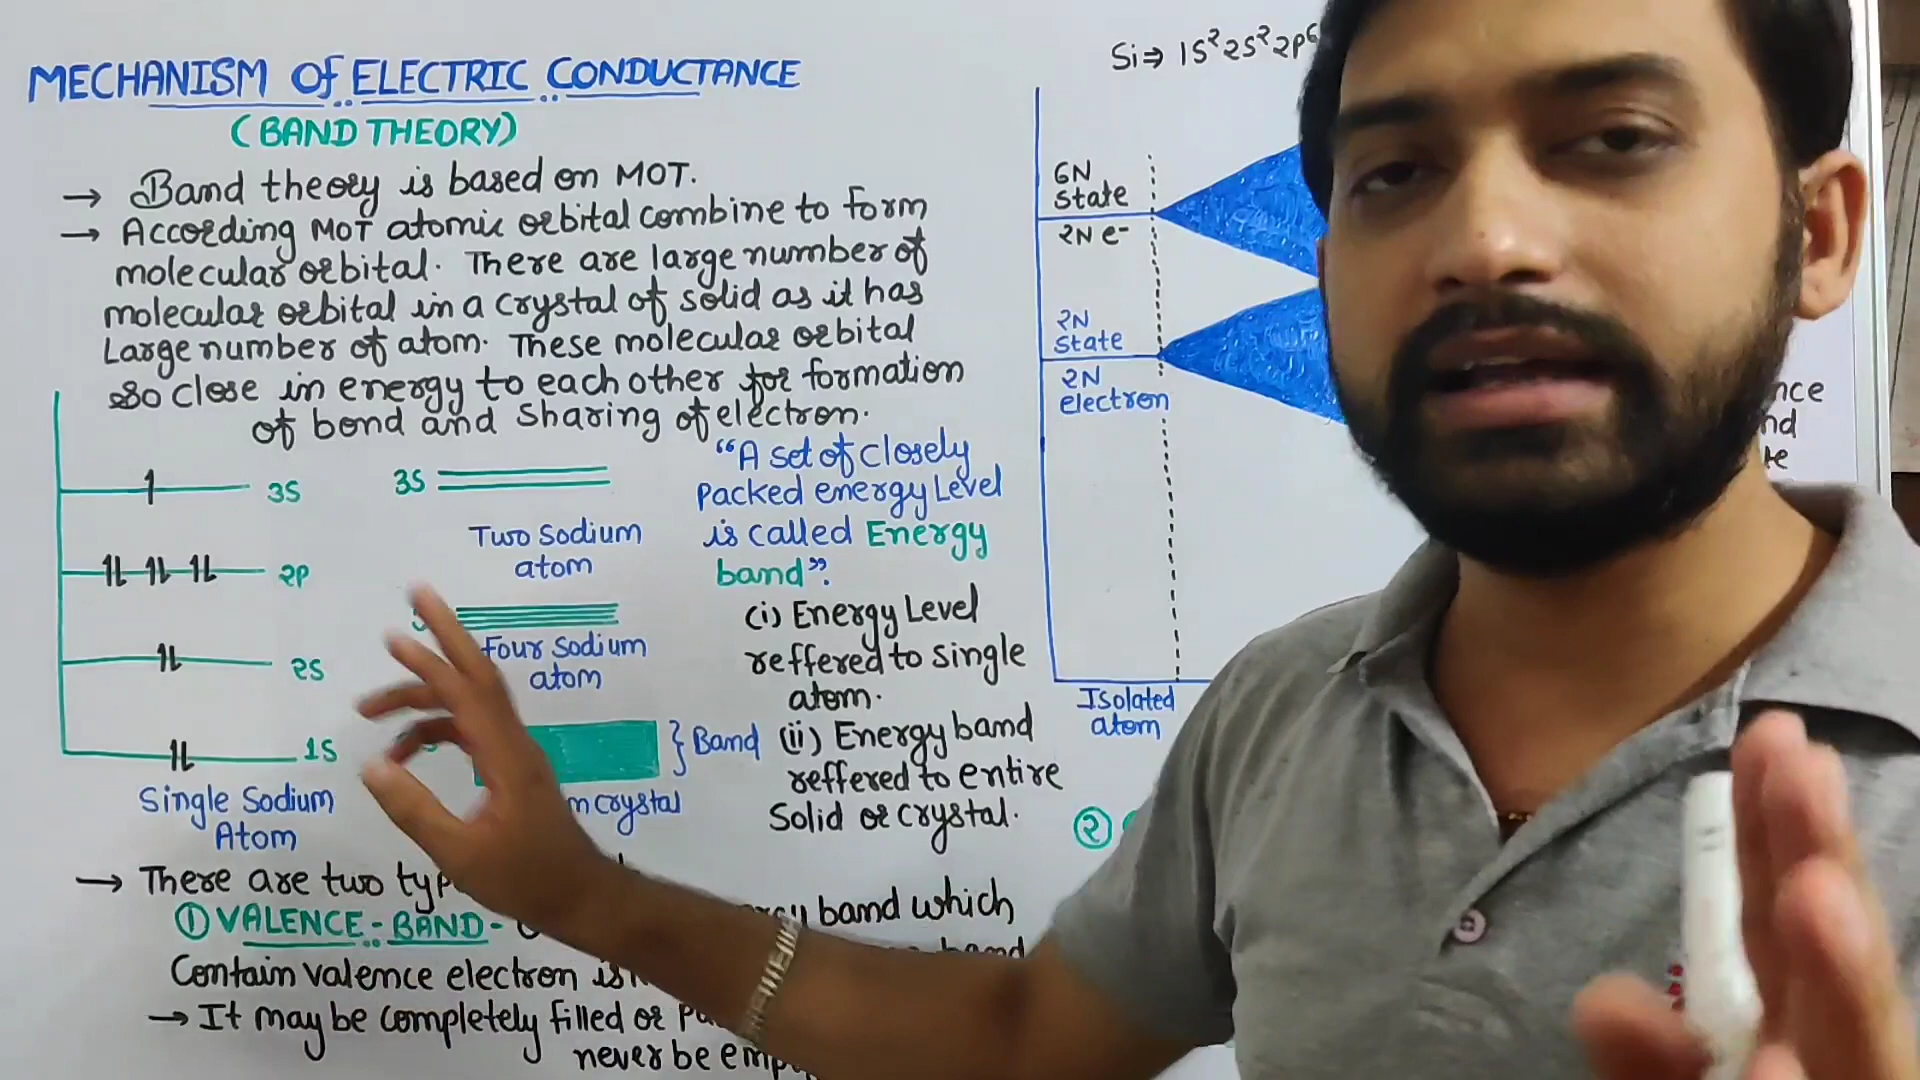 MECHANISM Of ELECTRIC CONDUCTANCE
(BAND THEORY)
→ Band theory is based on MOT.
→ According MOT atomic orbital combine to form
molecular orbital. There are large number of
molecular orbital in a crystal of solid as it has
Large number of atom. These molecular orbital
so close in energy to each other for formation
of bond and sharing of electron.
3S
2p
2S
1S
Single Sodium
Atom
3S
Two Sodium
atom
Four Sodium
atom
} Band
crystal
"A set of closely
packed energy Level
is called Energy
band".
(i) Energy Level
reffered to single
atom.
(ii) Energy band
reffered to entire
Solid or crystal.
→ There are two
① VALENCE-BAND-
band which
Contain valence electron is
→ It may be completely filled or
never be
Si⇒ 1S² 2S² 2p⁶
6N
state
2N e-
2N
state
2N
electron
Isolated
atom
②